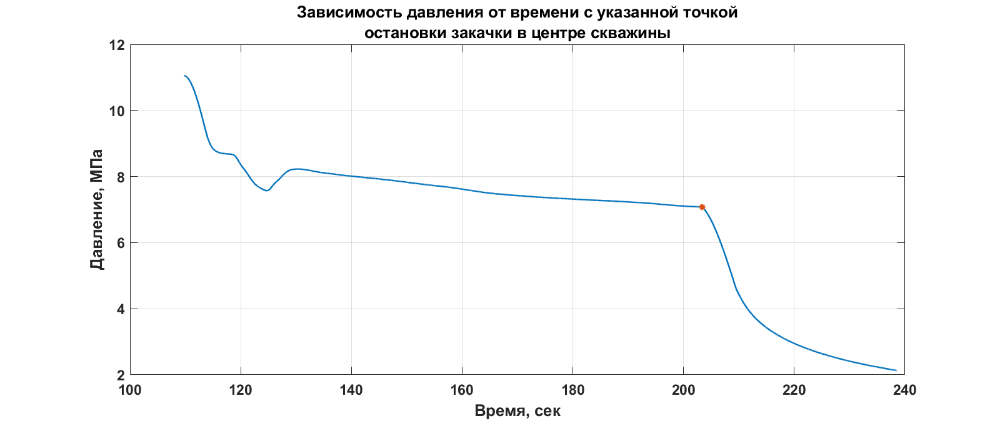 Зависимость давления от времени с указанной точкой
остановки закачки в центре скважины
12
10
8
6
4
2
Давление, МПа
100 120 140 160 180 200 220 240
Время, сек